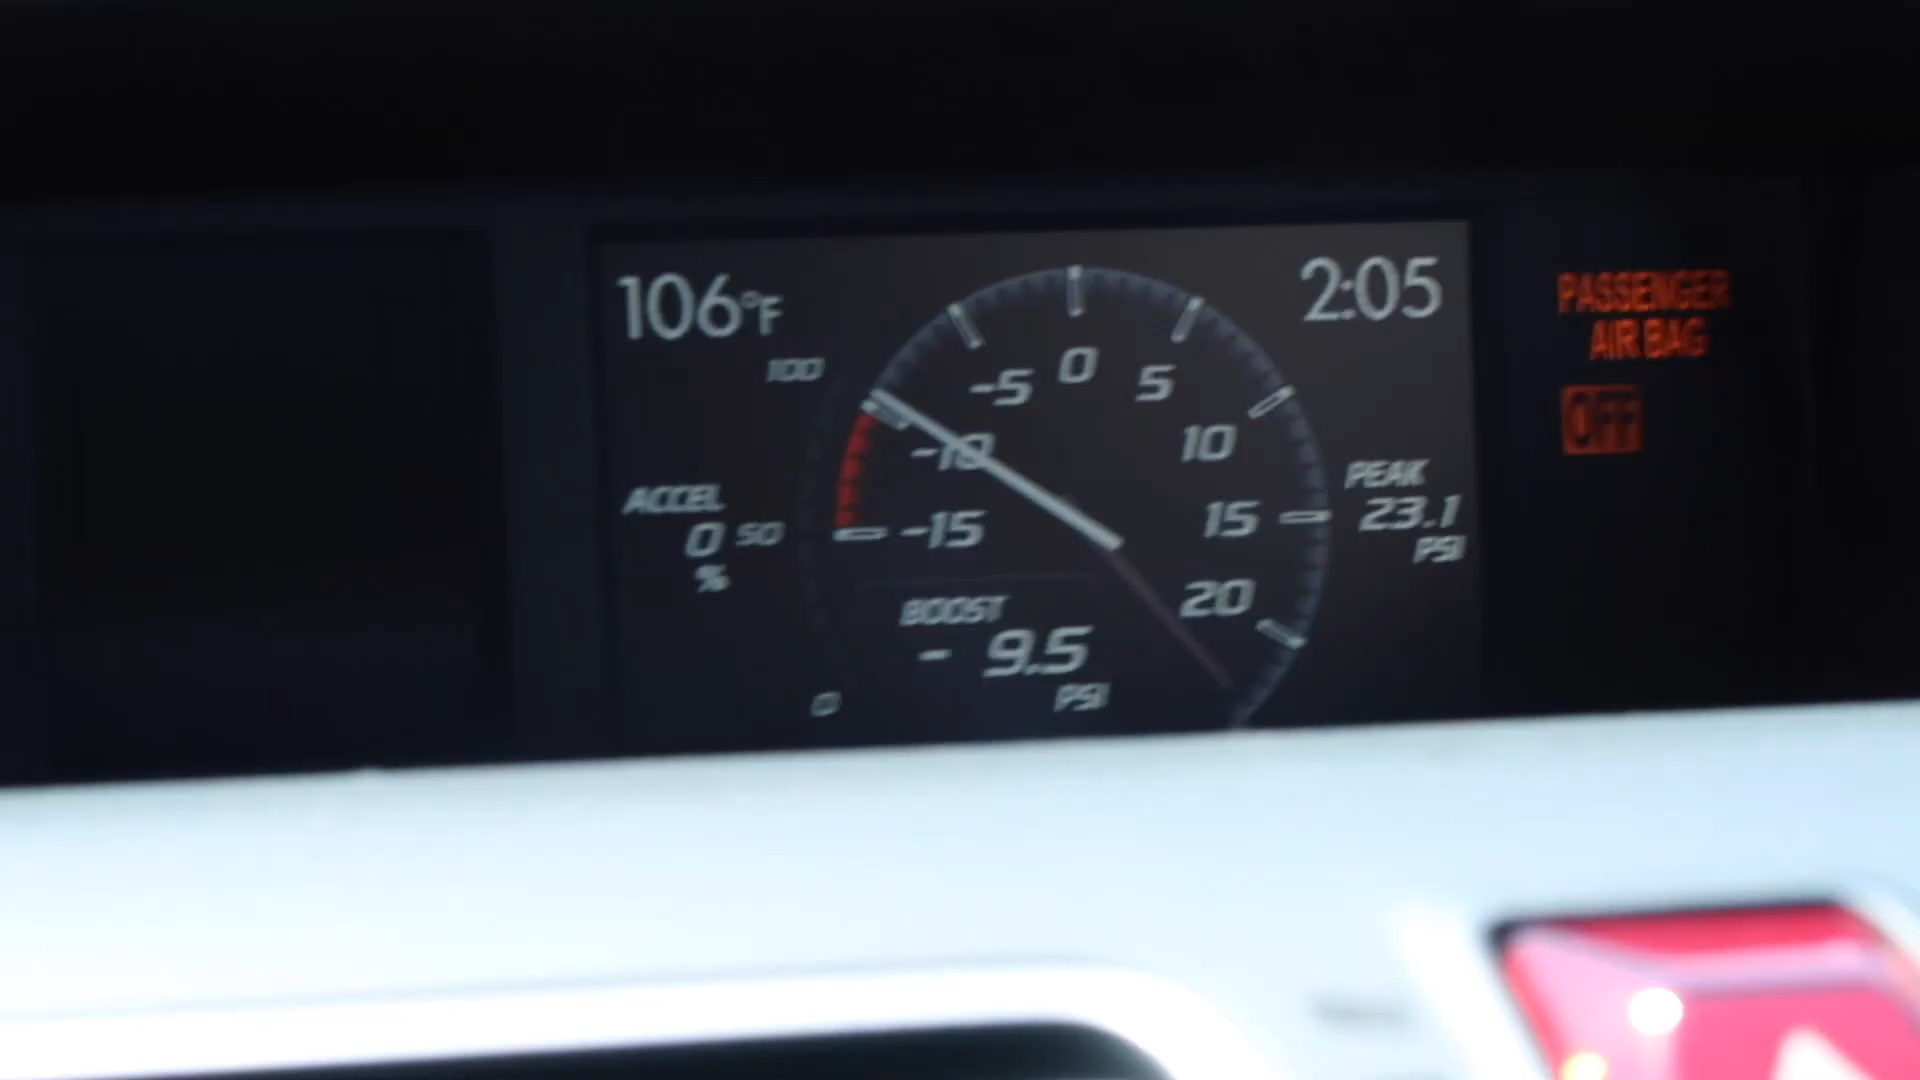 106°F
2:05
100
-5 0 5
-10 10
-15 15
20
ACCEL
0 50
%
0
PEAK
23.1
PSI
BOOST
- 9.5
PSI
PASSENGER
AIR BAG
OFF